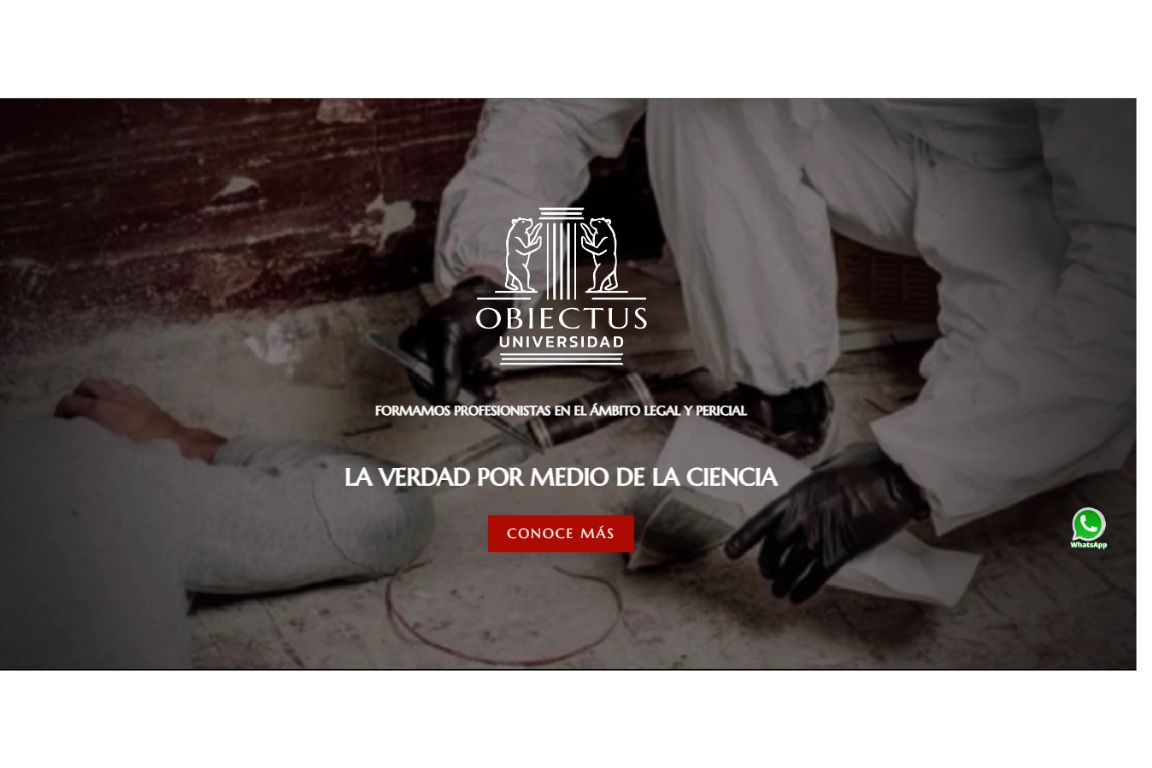 OBIECTUS
UNIVERSIDAD
FORMAMOS PROFESIONISTAS EN EL ÁMBITO LEGAL Y PERICIAL
LA VERDAD POR MEDIO DE LA CIENCIA
CONOCE MÁS
WhatsApp